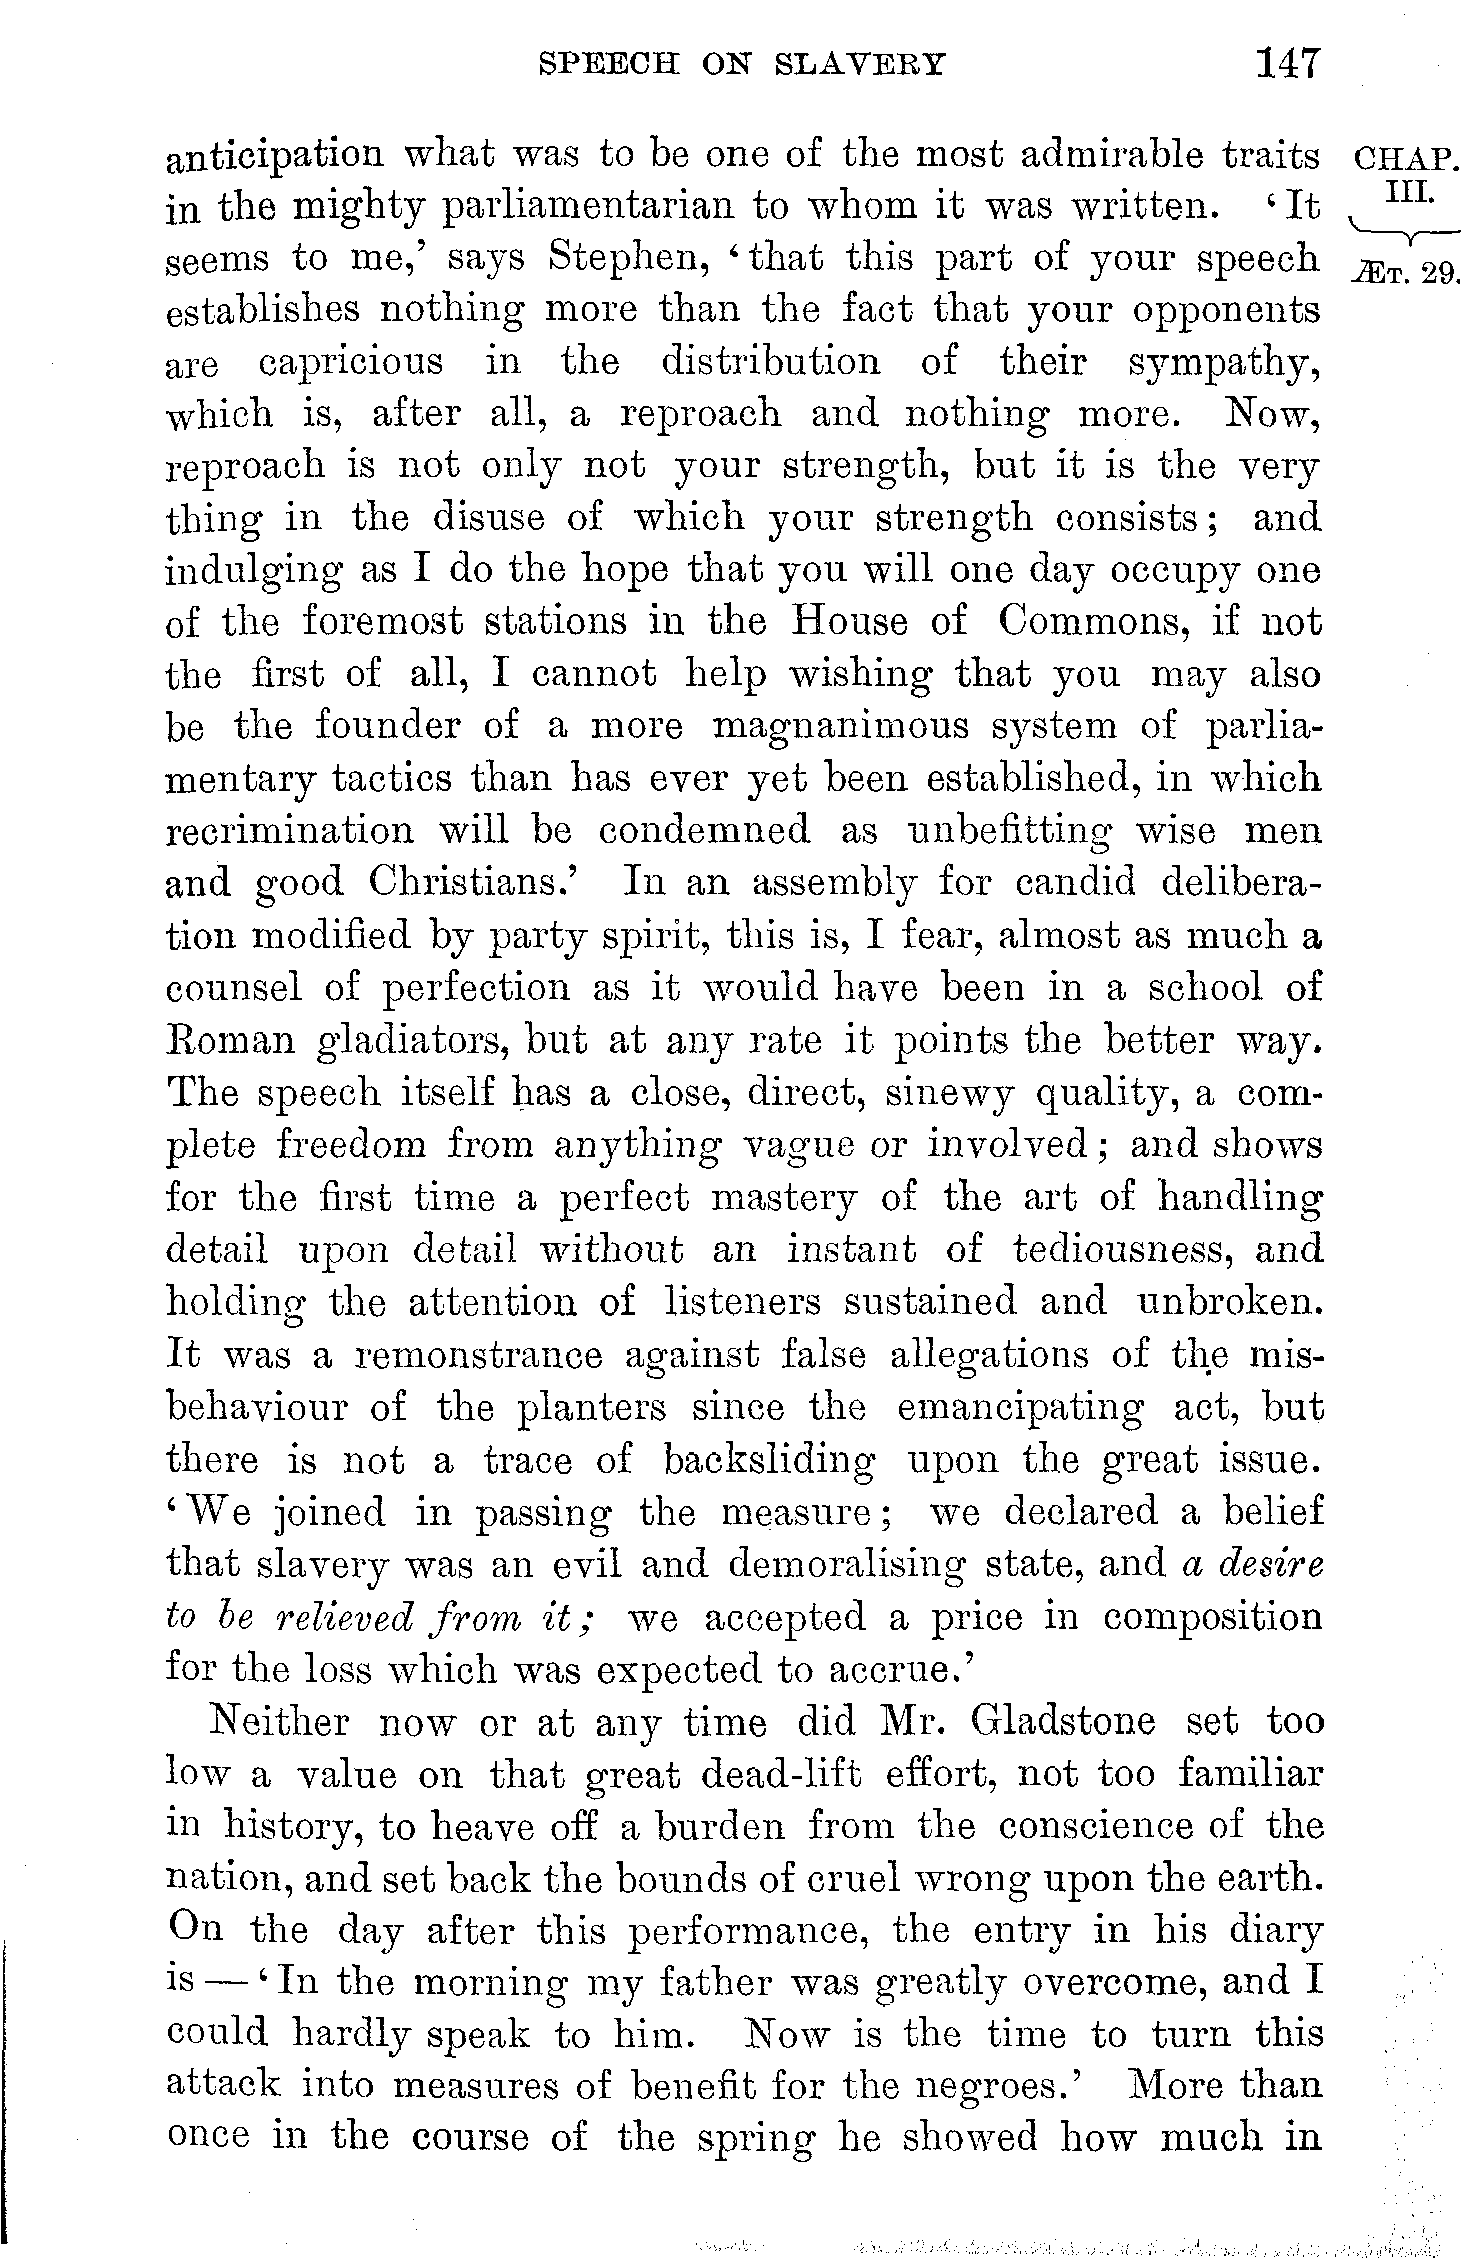 SPEECH ON SLAVERY 147
anticipation what was to be one of the most admirable traits
in the mighty parliamentarian to whom it was written. ‘It
seems to me,’ says Stephen, ‘that this part of your speech
establishes nothing more than the fact that your opponents
are capricious in the distribution of their sympathy,
which is, after all, a reproach and nothing more. Now,
reproach is not only not your strength, but it is the very
thing in the disuse of which your strength consists; and
indulging as I do the hope that you will one day occupy one
of the foremost stations in the House of Commons, if not
the first of all, I cannot help wishing that you may also
be the founder of a more magnanimous system of parlia-
mentary tactics than has ever yet been established, in which
recrimination will be condemned as unbefitting wise men
and good Christians.’ In an assembly for candid delibera-
tion modified by party spirit, this is, I fear, almost as much a
counsel of perfection as it would have been in a school of
Roman gladiators, but at any rate it points the better way.
The speech itself has a close, direct, sinewy quality, a com-
plete freedom from anything vague or involved; and shows
for the first time a perfect mastery of the art of handling
detail upon detail without an instant of tediousness, and
holding the attention of listeners sustained and unbroken.
It was a remonstrance against false allegations of the mis-
behaviour of the planters since the emancipating act, but
there is not a trace of backsliding upon the great issue.
‘We joined in passing the measure; we declared a belief
that slavery was an evil and demoralising state, and a desire
to be relieved from it; we accepted a price in composition
for the loss which was expected to accrue.’
Neither now or at any time did Mr. Gladstone set too
low a value on that great dead-lift effort, not too familiar
in history, to heave off a burden from the conscience of the
nation, and set back the bounds of cruel wrong upon the earth.
On the day after this performance, the entry in his diary
is — ‘In the morning my father was greatly overcome, and I
could hardly speak to him. Now is the time to turn this
attack into measures of benefit for the negroes.’ More than
once in the course of the spring he showed how much in
CHAP.
III.
ÆT. 29.